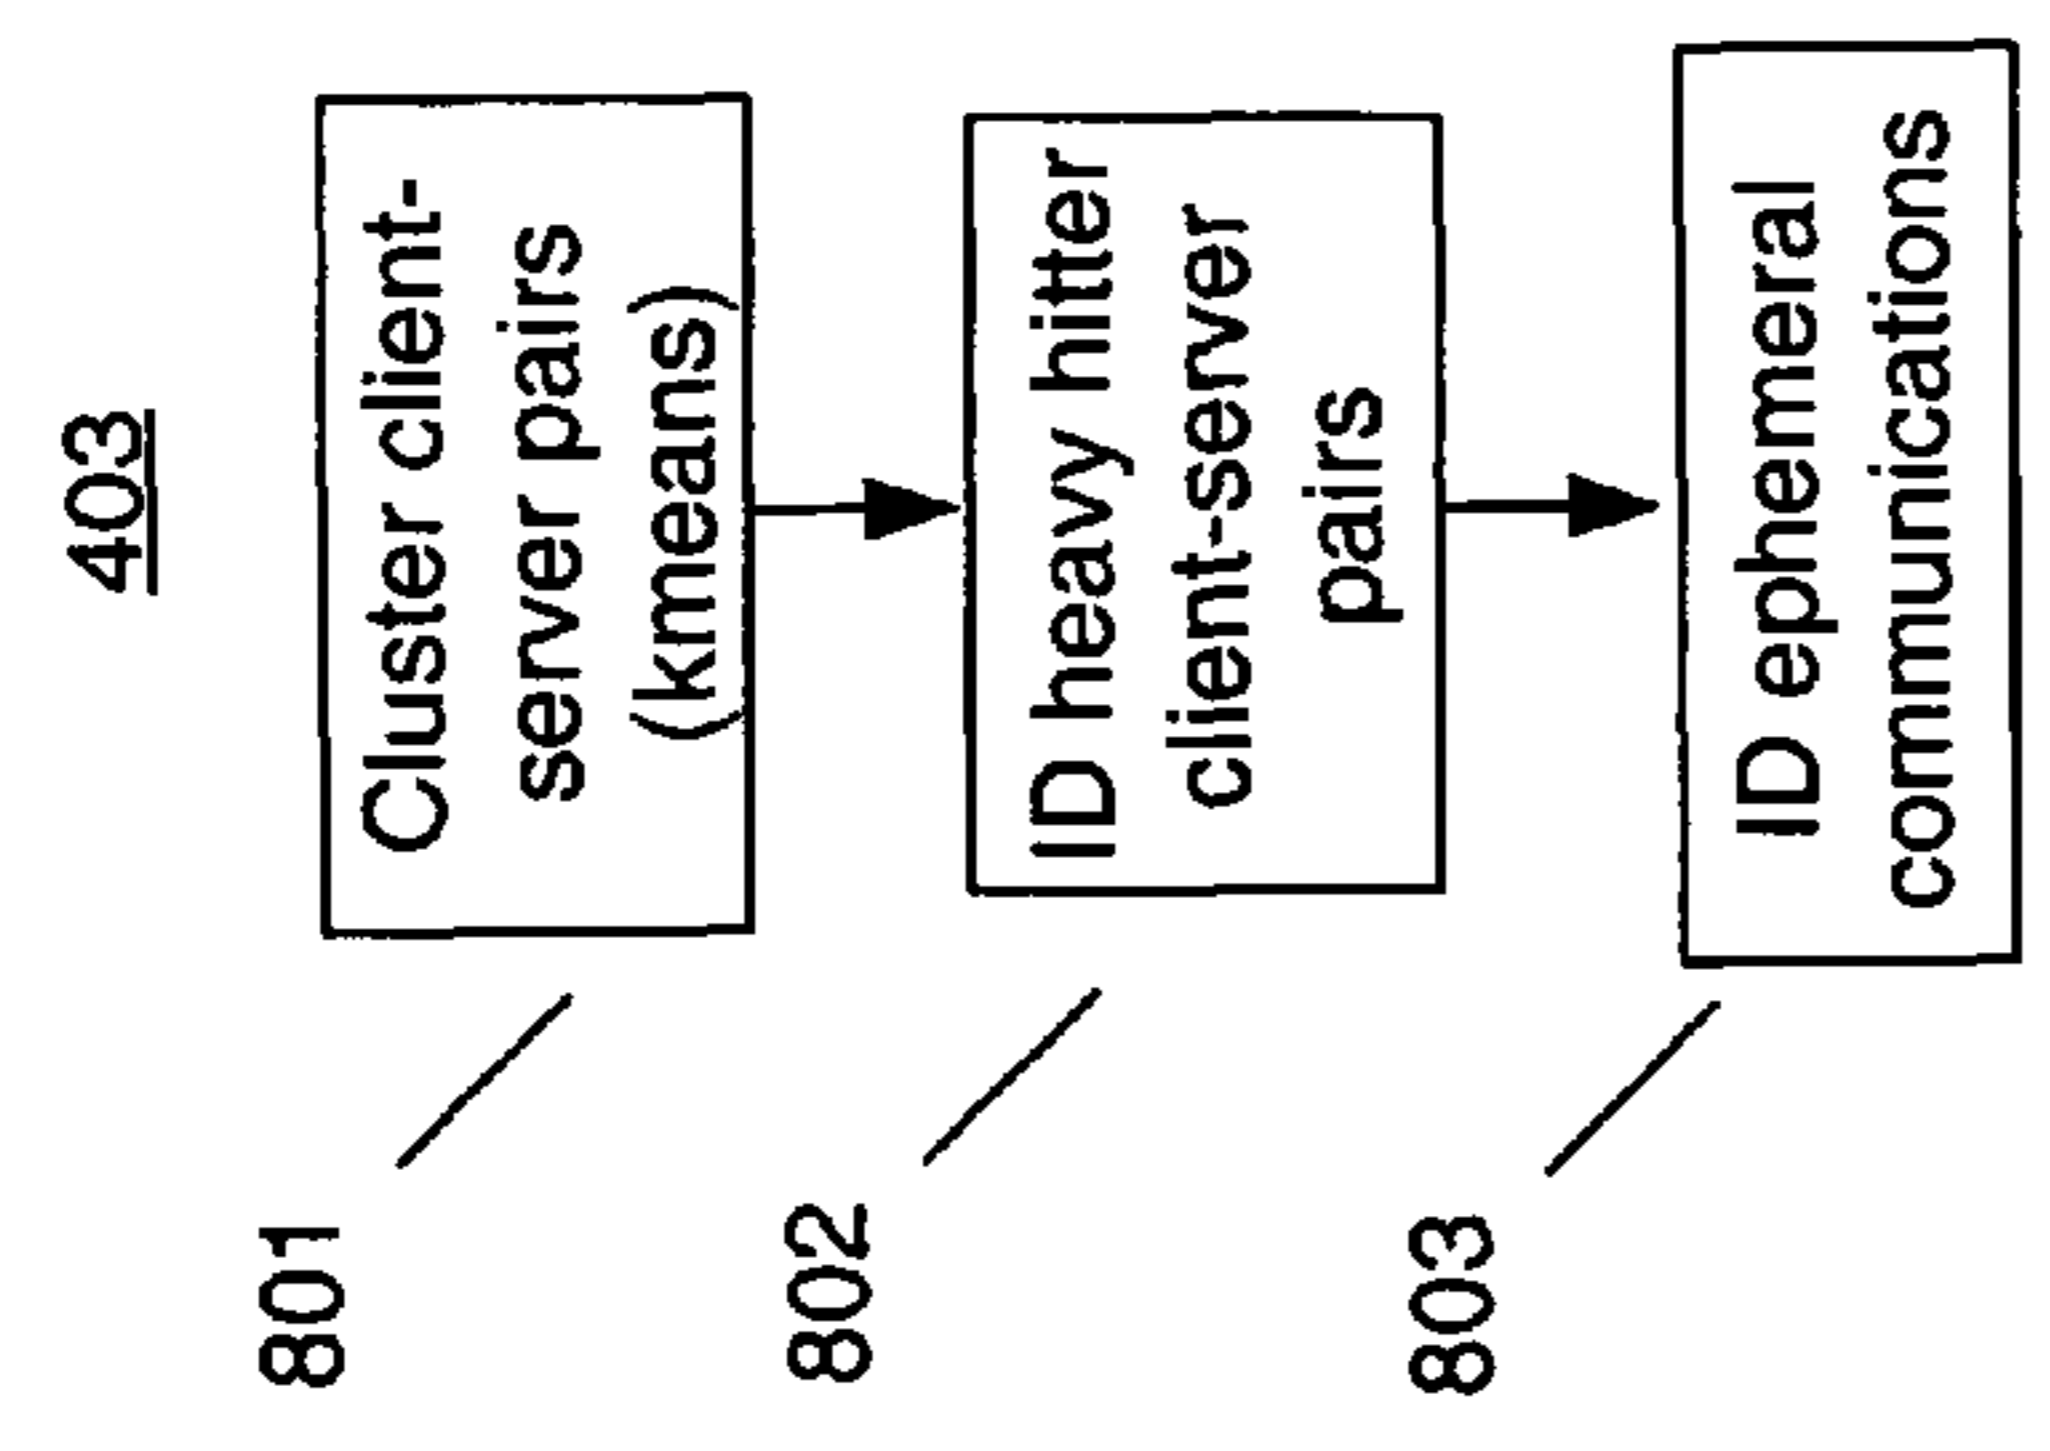 403
801
Cluster client-
server pairs
(kmeans)
802
ID heavy hitter
client-server
pairs
803
ID ephemeral
communications